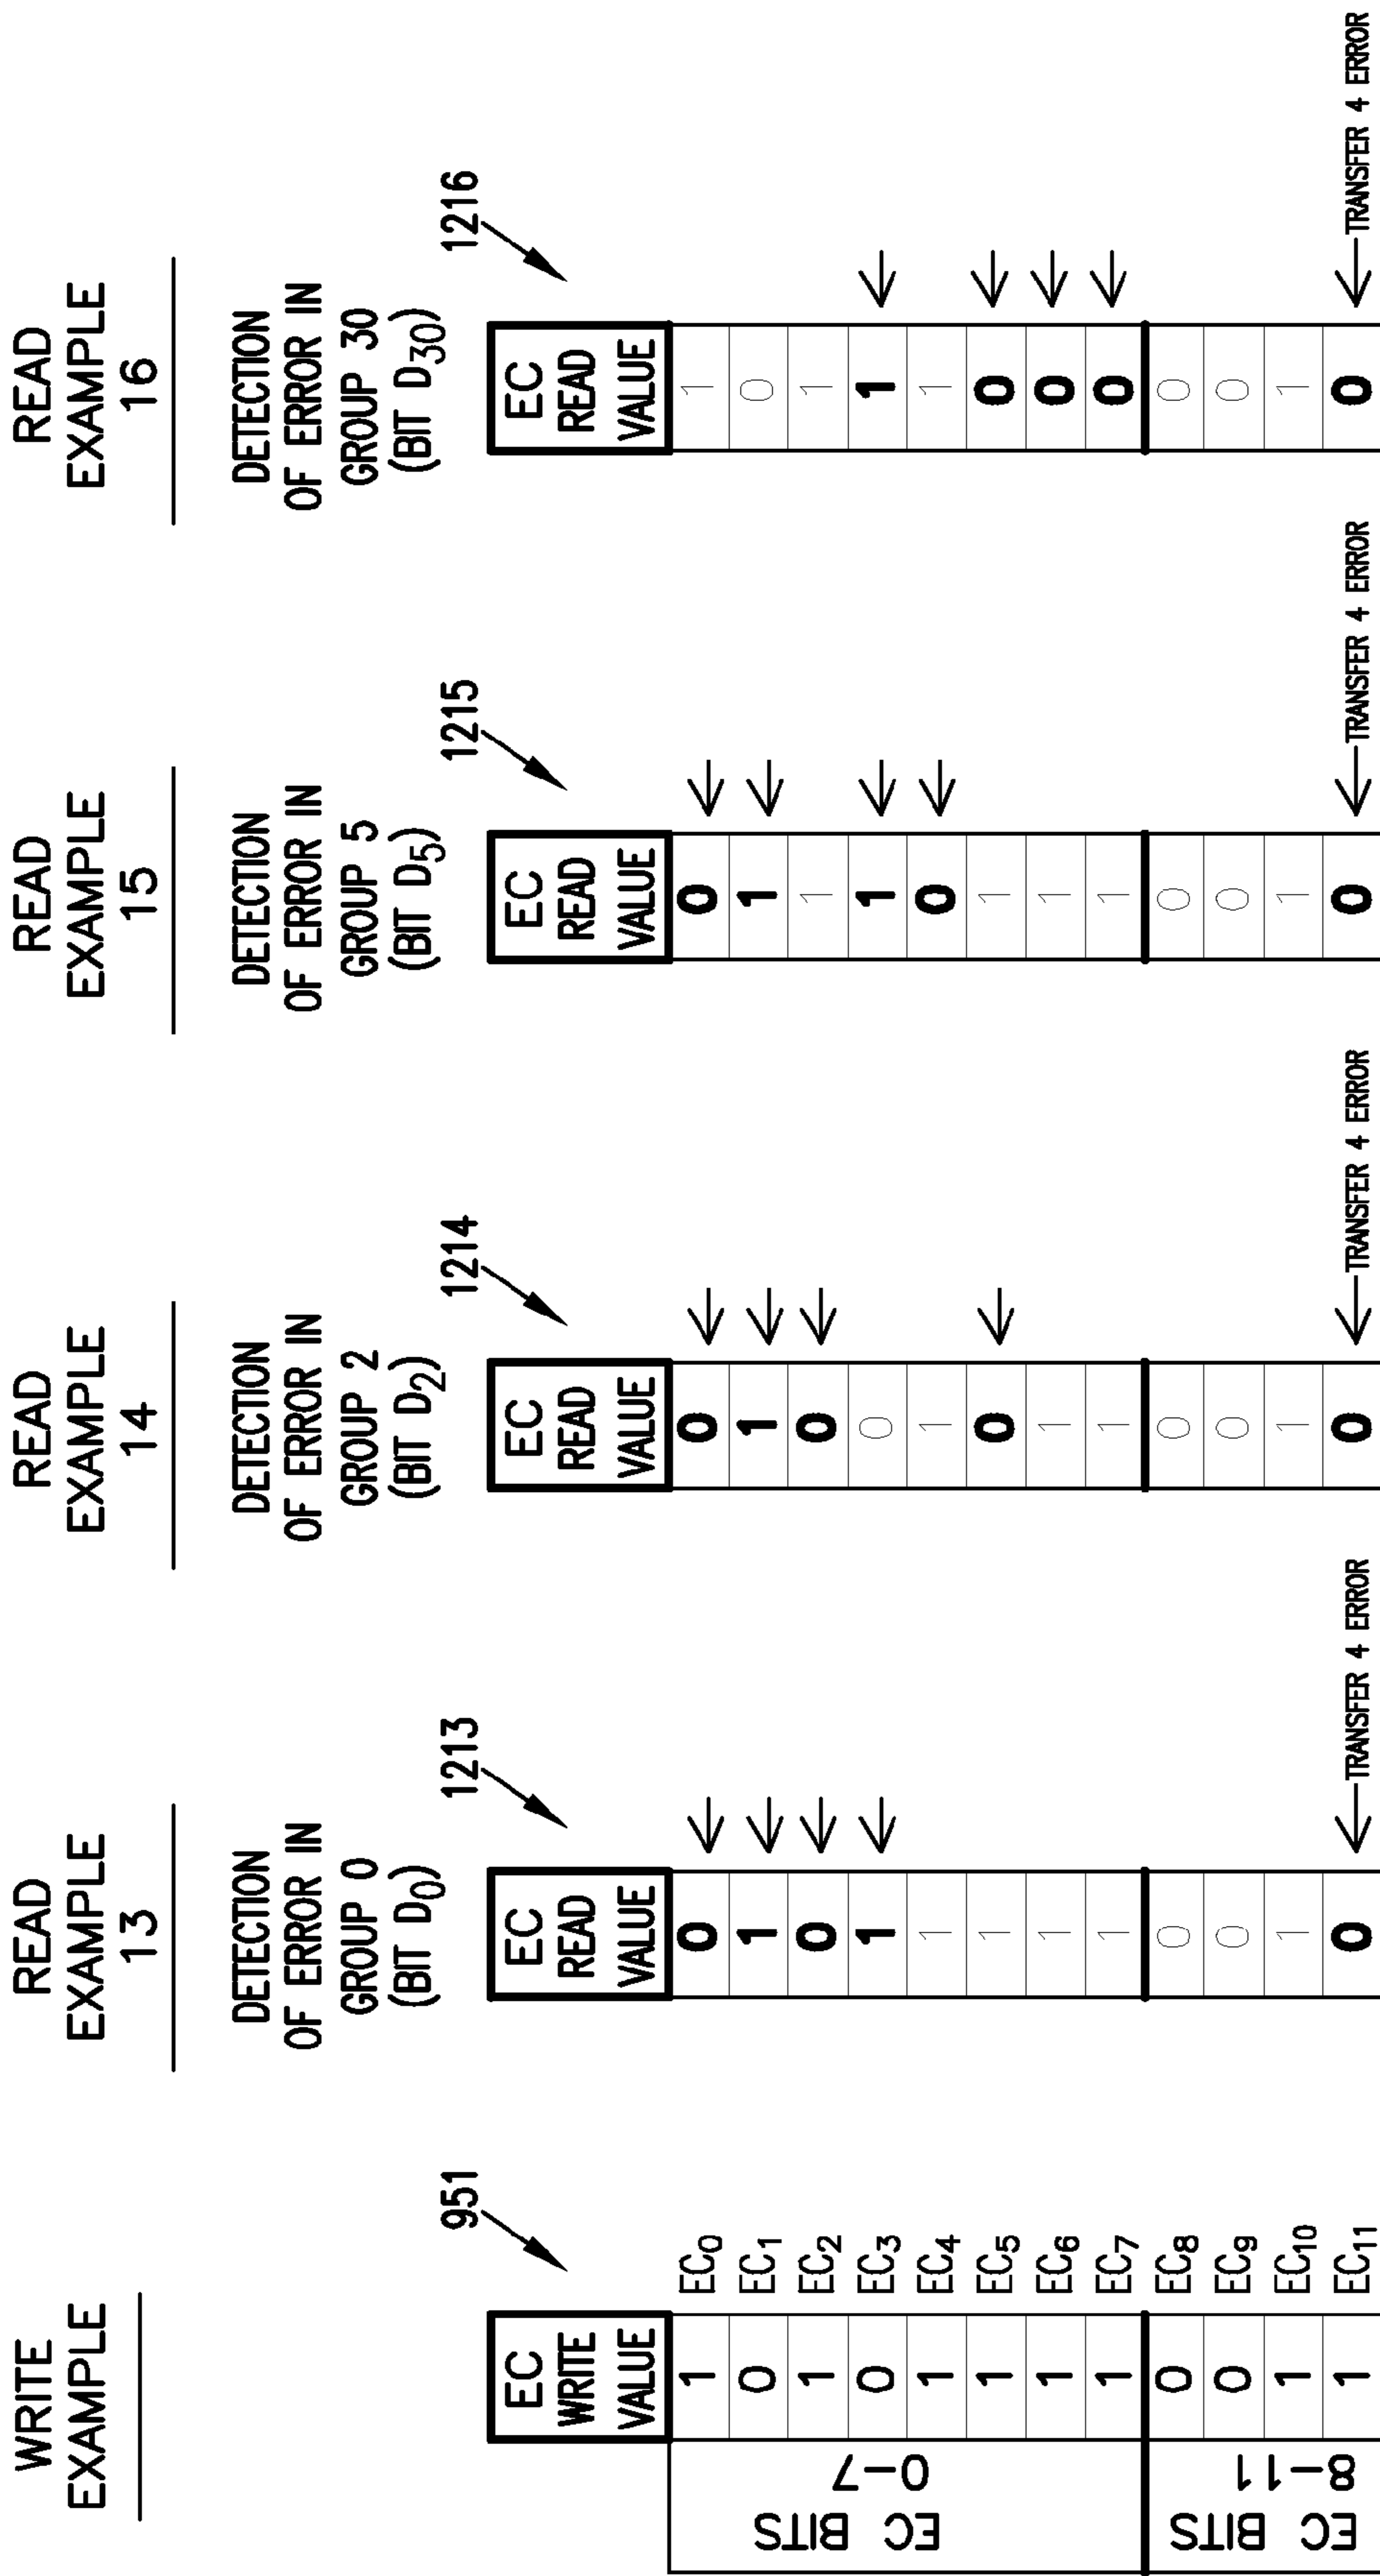 WRITE
EXAMPLE
951
EC
WRITE
VALUE
EC BITS
0-7
EC BITS
8-11
1 EC0
0 EC1
1 EC2
0 EC3
1 EC4
1 EC5
1 EC6
1 EC7
0 EC8
0 EC9
1 EC10
1 EC11
READ
EXAMPLE
13
DETECTION
OF ERROR IN
GROUP 0
(BIT D0)
1213
EC
READ
VALUE
0
1
0
1
1
1
1
1
0
0
1
0 TRANSFER 4 ERROR
READ
EXAMPLE
14
DETECTION
OF ERROR IN
GROUP 2
(BIT D2)
1214
EC
READ
VALUE
0
1
0
0
1
0
1
1
0
0
1
0 TRANSFER 4 ERROR
READ
EXAMPLE
15
DETECTION
OF ERROR IN
GROUP 5
(BIT D5)
1215
EC
READ
VALUE
0
1
1
1
0
1
1
1
0
0
1
0 TRANSFER 4 ERROR
READ
EXAMPLE
16
DETECTION
OF ERROR IN
GROUP 30
(BIT D30)
1216
EC
READ
VALUE
1
0
1
1
1
0
0
0
0
0
1
0 TRANSFER 4 ERROR